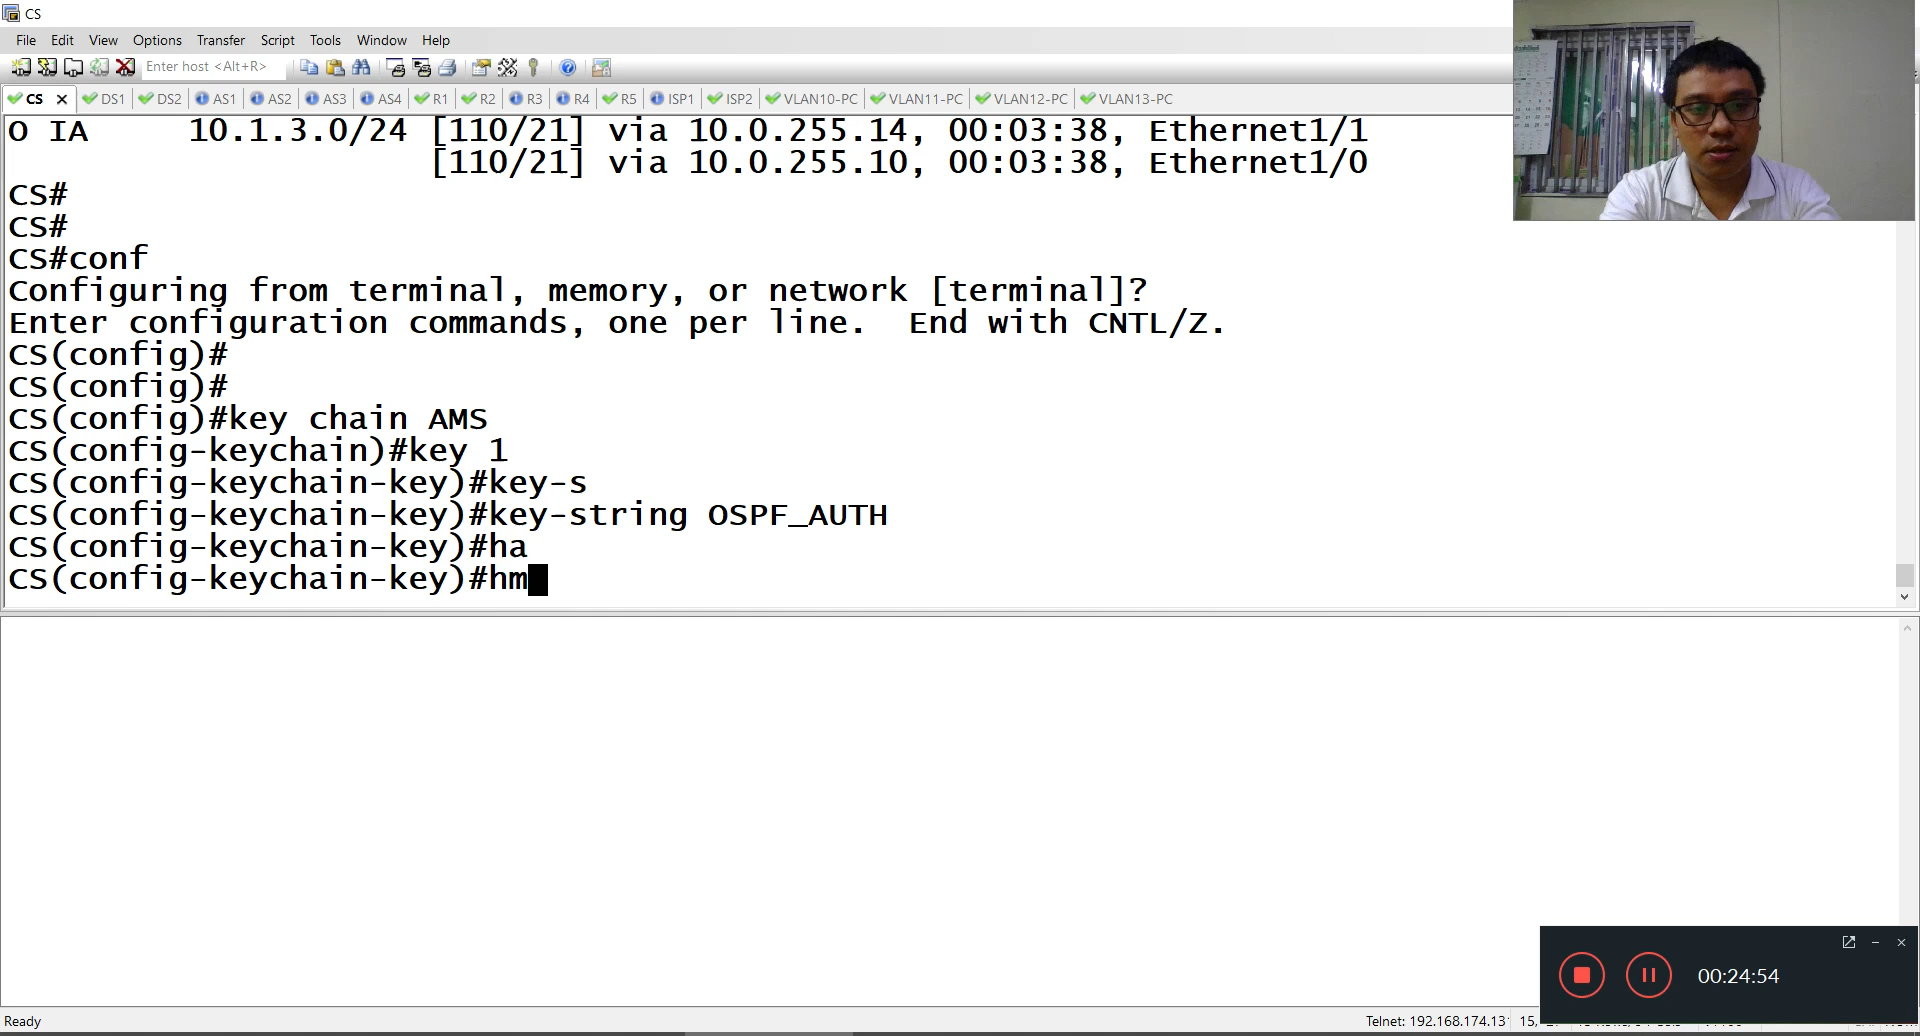 CS
File Edit View Options Transfer Script Tools Window Help
Enter host <Alt+R>
CS DS1 DS2 AS1 AS2 AS3 AS4 R1 R2 R3 R4 R5 ISP1 ISP2 VLAN10-PC VLAN11-PC VLAN12-PC VLAN13-PC
O IA 10.1.3.0/24 [110/21] via 10.0.255.14, 00:03:38, Ethernet1/1
[110/21] via 10.0.255.10, 00:03:38, Ethernet1/0
CS#
CS#
CS#conf
Configuring from terminal, memory, or network [terminal]?
Enter configuration commands, one per line. End with CNTL/Z.
CS(config)#
CS(config)#
CS(config)#key chain AMS
CS(config-keychain)#key 1
CS(config-keychain-key)#key-s
CS(config-keychain-key)#key-string OSPF_AUTH
CS(config-keychain-key)#ha
CS(config-keychain-key)#hm
00:24:54
Ready
Telnet: 192.168.174.13 15,